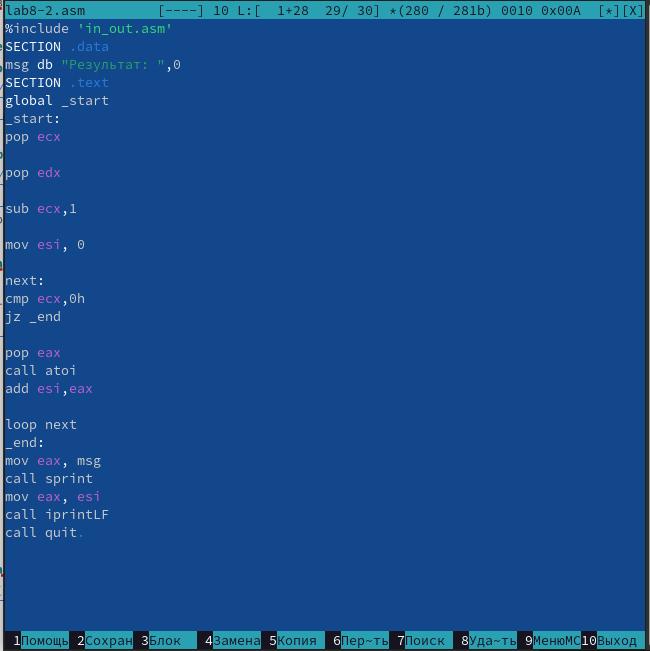 lab8-2.asm [----] 10 L:[ 1+28 29/ 30] *(280 / 281b) 0010 0x00A [*][X]
%include 'in_out.asm'
SECTION .data
msg db "Результат: ",0
SECTION .text
global _start
_start:
pop ecx
pop edx
sub ecx,1
mov esi, 0
next:
cmp ecx,0h
jz _end
pop eax
call atoi
add esi,eax
loop next
_end:
mov eax, msg
call sprint
mov eax, esi
call iprintLF
call quit.
1Помощь 2Сохран 3Блок 4Замена 5Копия 6Пер~ть 7Поиск 8Уда~ть 9МенюМС 10Выход